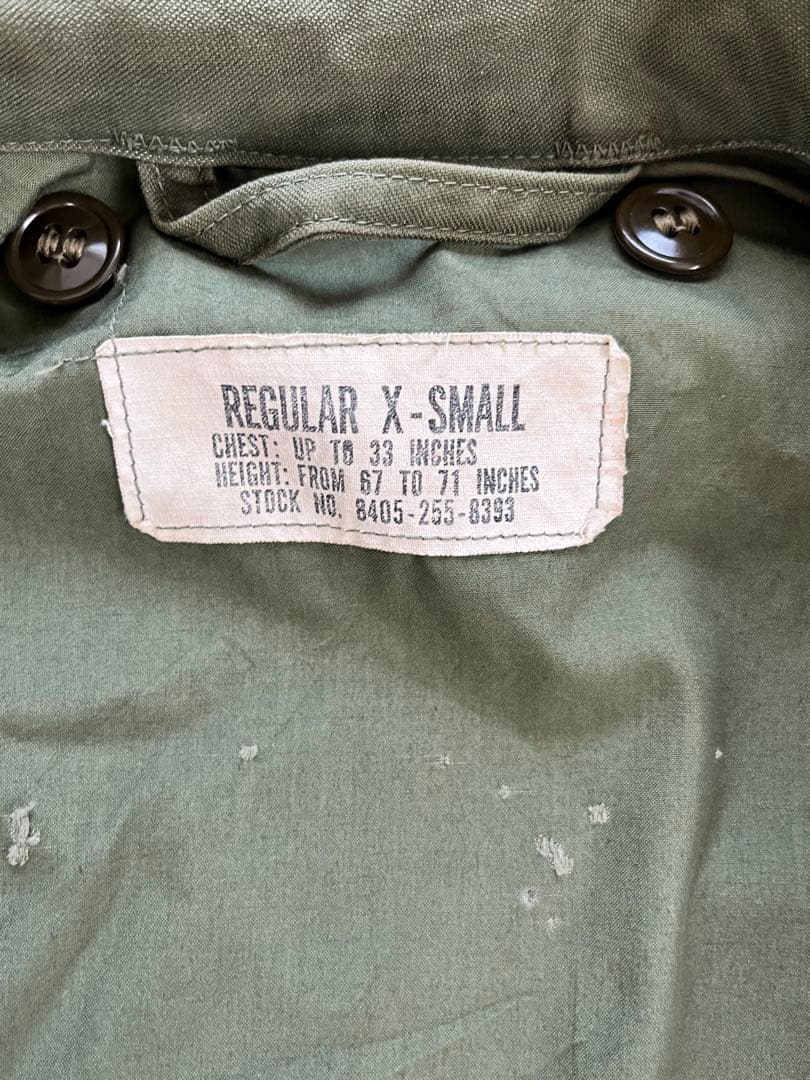 REGULAR X-SMALL
CHEST: UP TO 33 INCHES
HEIGHT: FROM 67 TO 71 INCHES
STOCK NO. 8405-255-8393